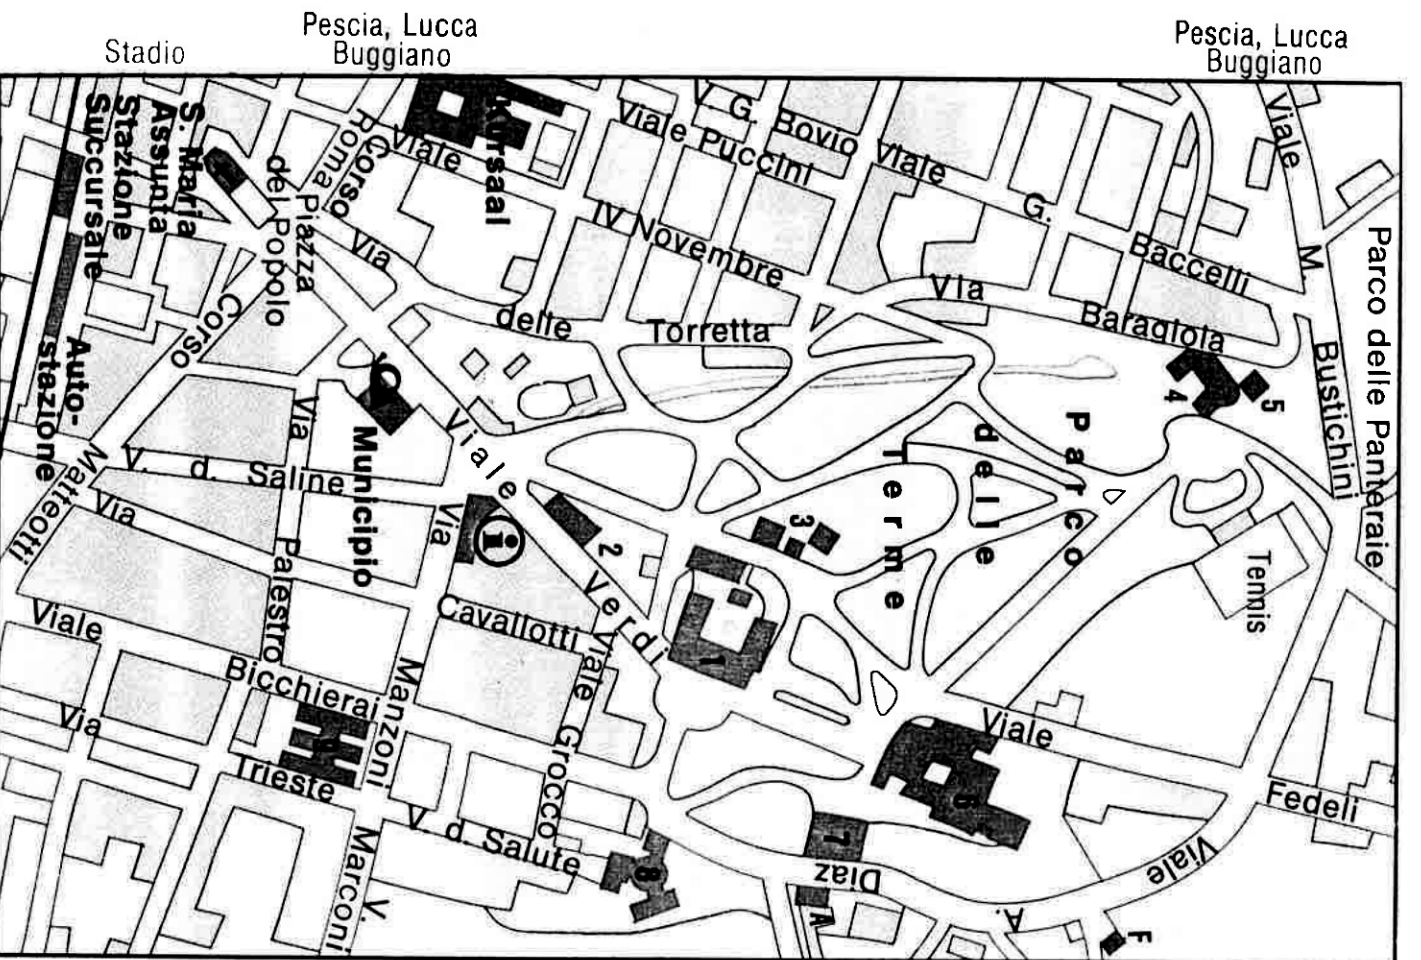 Stadio
Pescia, Lucca
Buggiano
Pescia, Lucca
Buggiano
Succursale
Stazione
Assunta
S. Maria
Corso
Roma
Viale
Kursaal
Viale Puccini
V. G. Bovio
Viale
G.
Baccelli
Viale
M.
Bustichini
Parco delle Panteraie
Piazza
del Popolo
Via
delle
Torretta
IV Novembre
Via
Baragiola
4
5
Corso
Matteotti
Auto-
stazione
Municipio
Via
Palestro
V. d. Saline
Via
Viale
Verdi
i
2
3
1
Parco
delle
Terme
Tennis
Via
Manzoni
Cavallotti
Viale
Grocco
Viale
Bicchierai
Via
Trieste
9
V.
Marconi
V. d. Salute
8
7
6
Viale
Fedeli
Viale
A.
Diaz
A
F